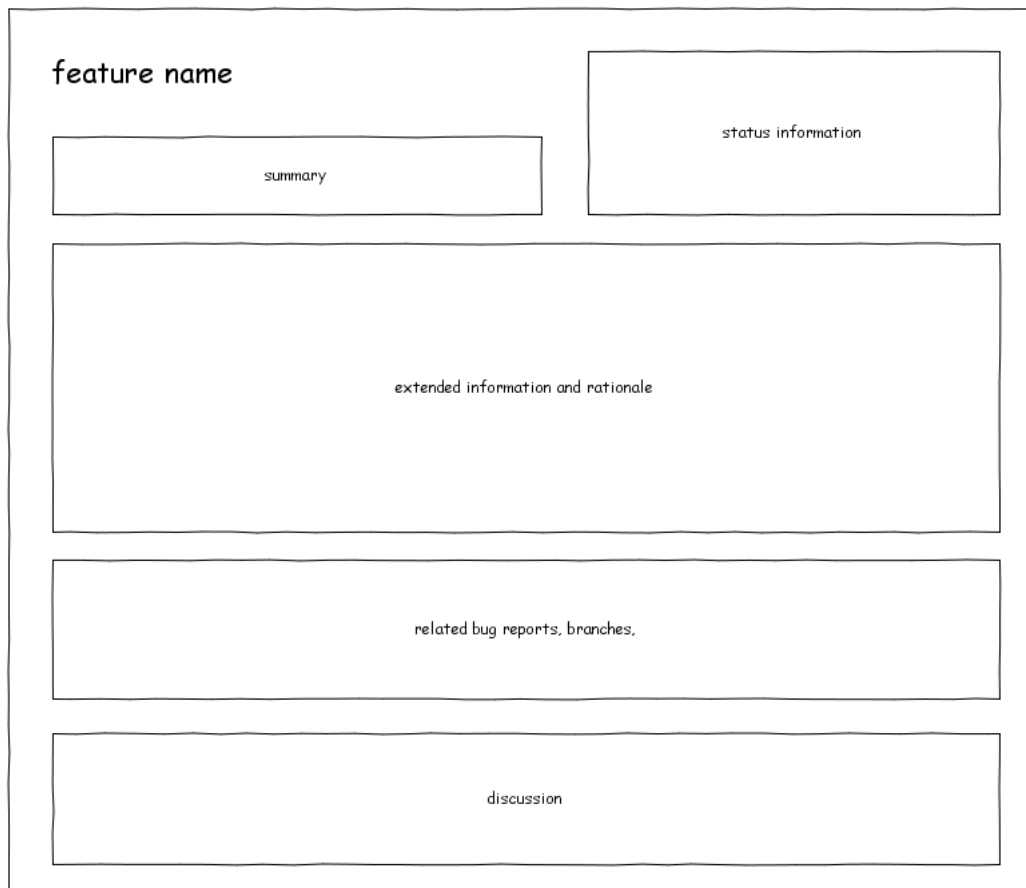 feature name
status information
summary
extended information and rationale
related bug reports, branches,
discussion